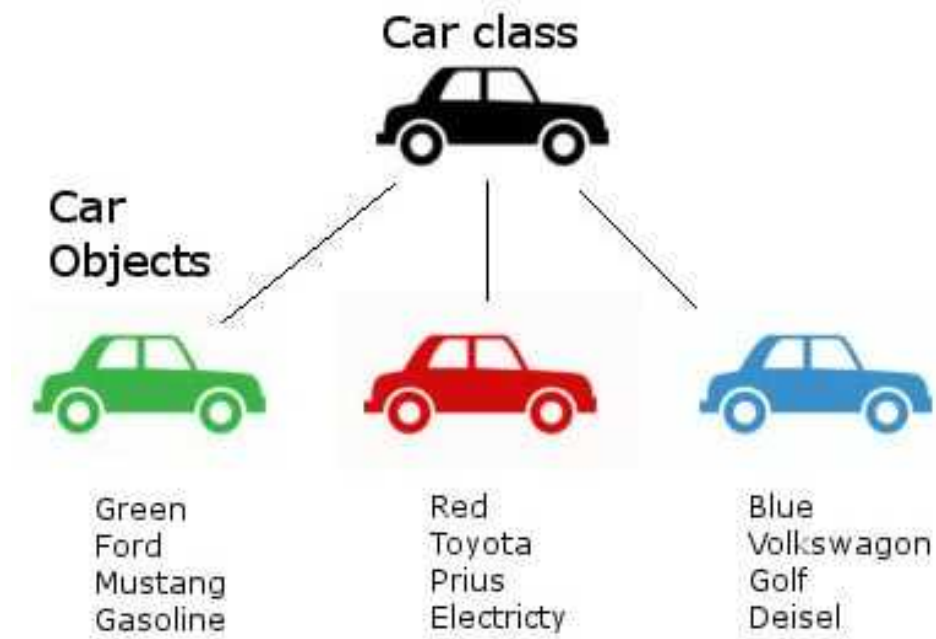 Car class
Car
Objects
Green
Ford
Mustang
Gasoline
Red
Toyota
Prius
Electricty
Blue
Volkswagon
Golf
Deisel